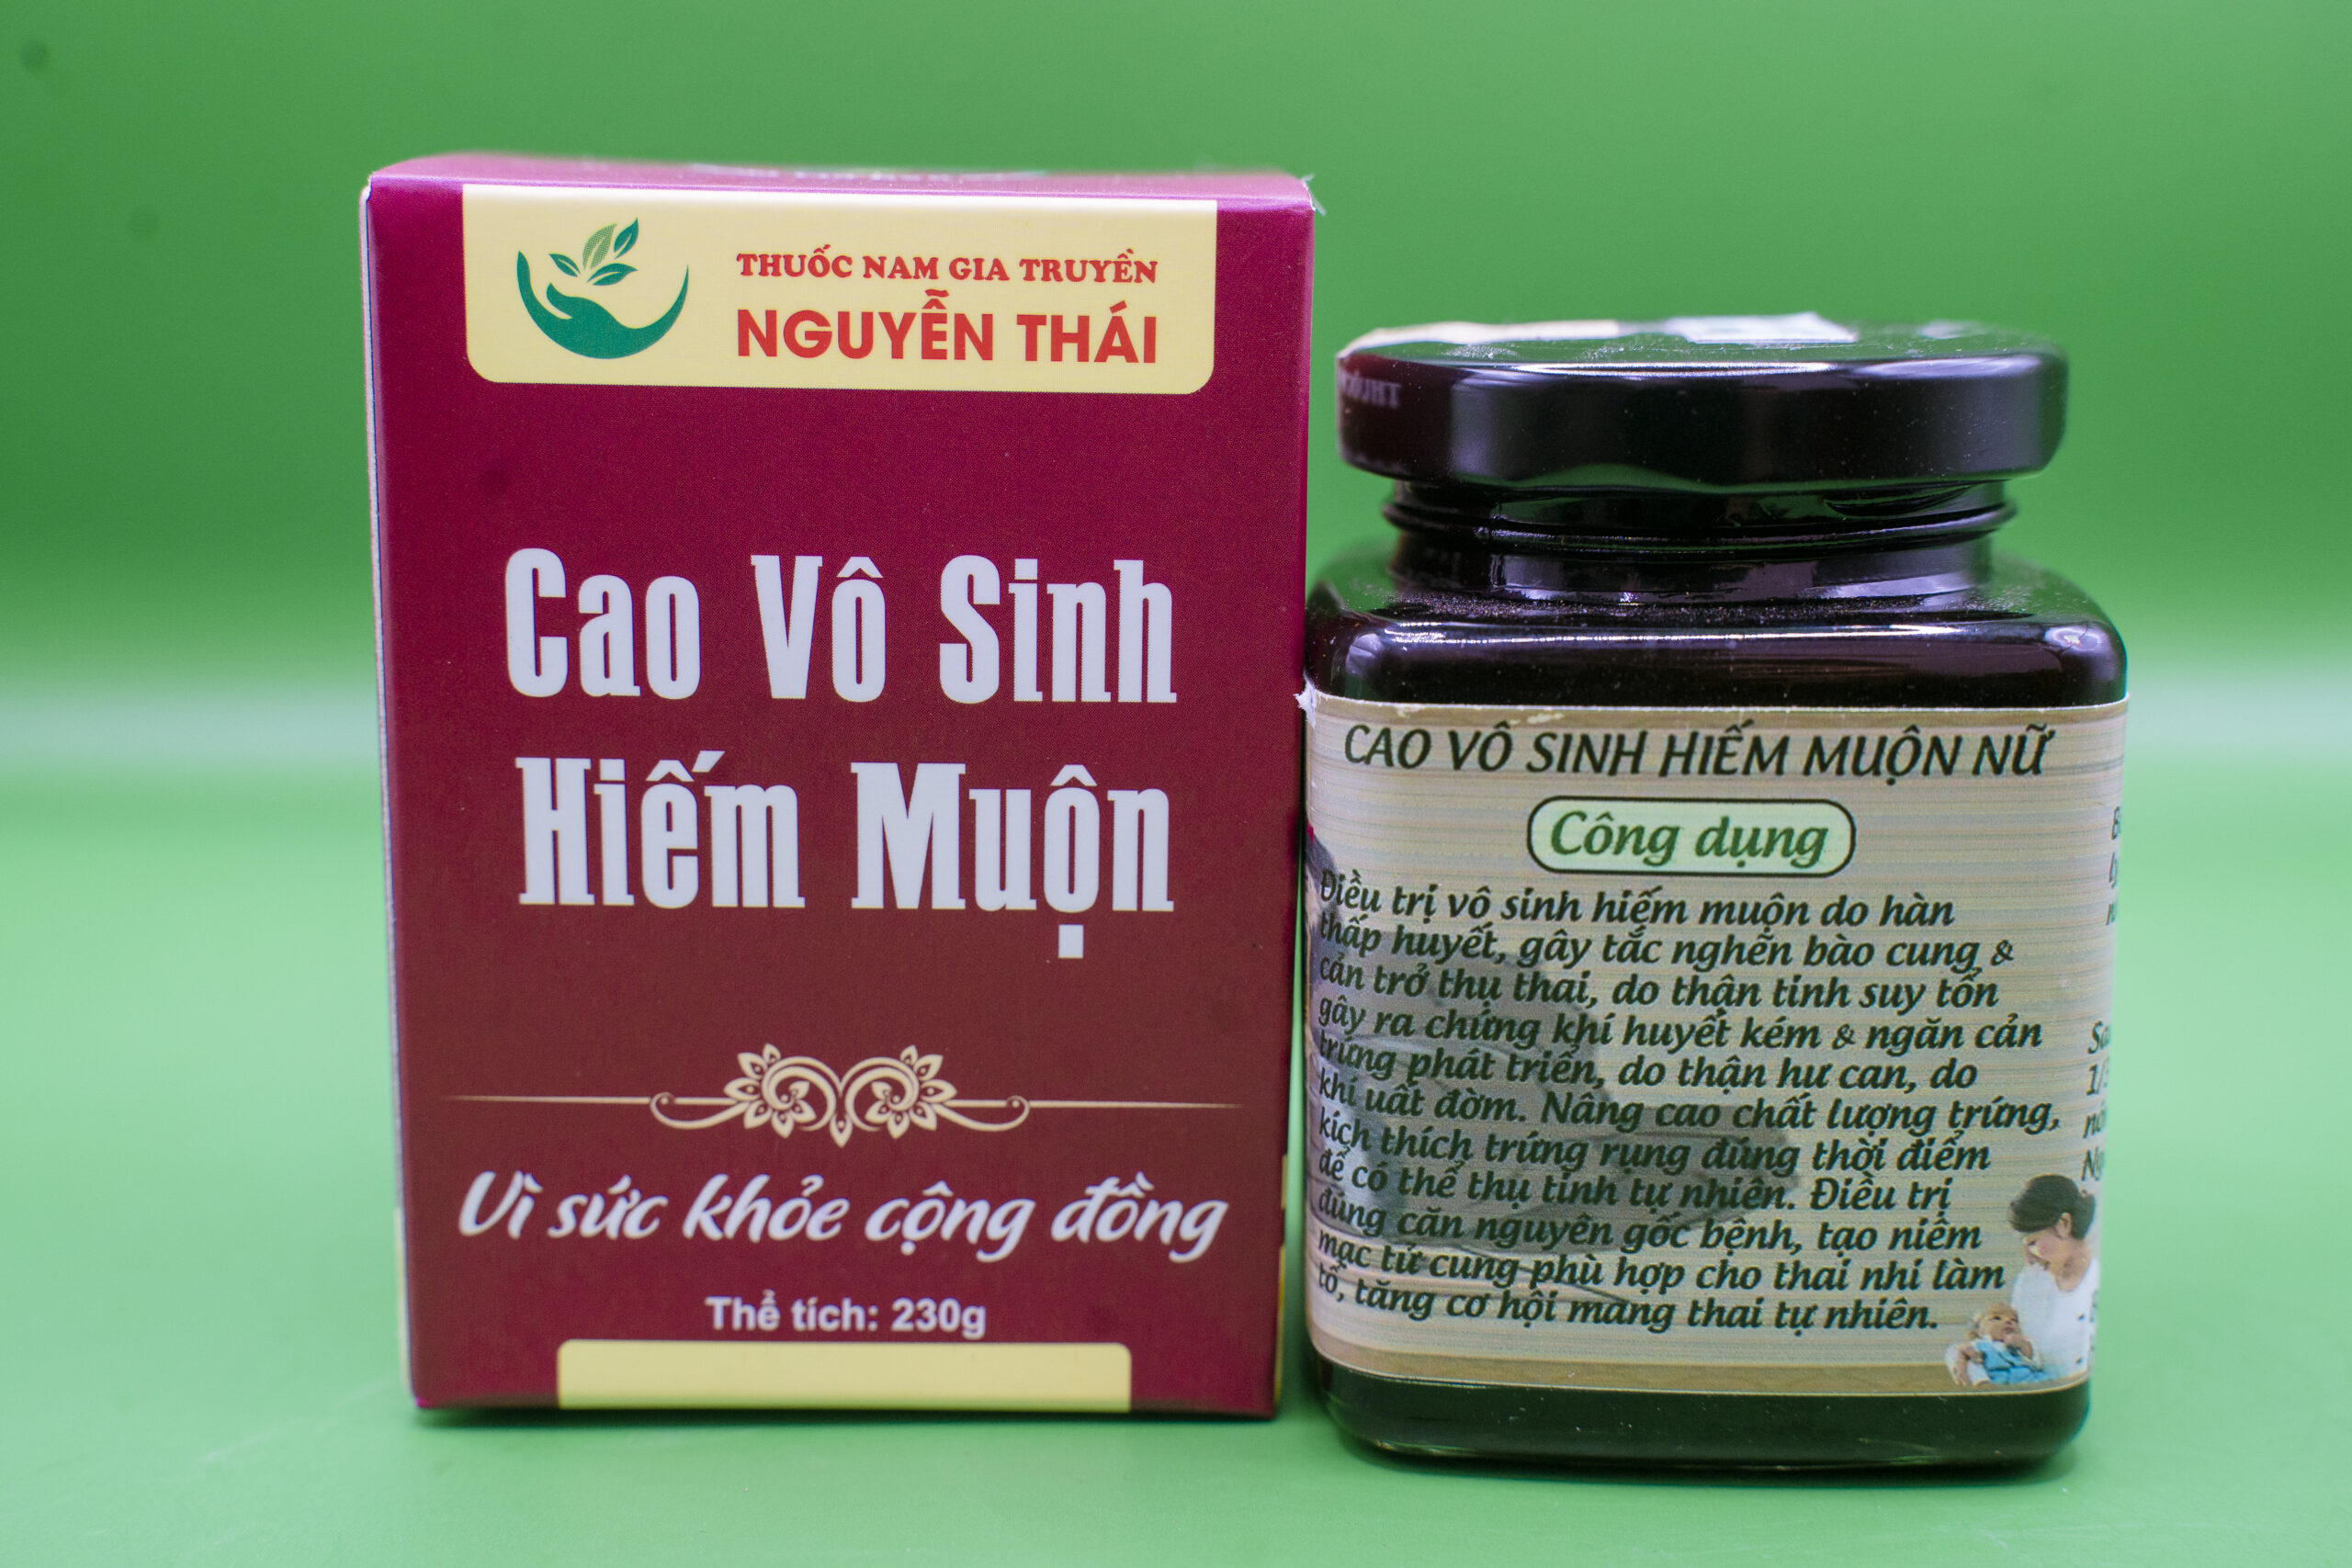 THUỐC NAM GIA TRUYỀN
NGUYỄN THÁI
Cao Vô Sinh
Hiếm Muộn
Vì sức khỏe cộng đồng
Thể tích: 230g
CAO VÔ SINH HIẾM MUỘN NỮ
Công dụng
Điều trị vô sinh hiếm muộn do hàn
thấp huyết, gây tắc nghẽn bào cung &
cản trở thụ thai, do thận tinh suy tổn
gây ra chứng khí huyết kém & ngăn cản
trứng phát triển, do thận hư can, do
khí uất đờm. Nâng cao chất lượng trứng,
kích thích trứng rụng đúng thời điểm
để có thể thụ tinh tự nhiên. Điều trị
đúng căn nguyên gốc bệnh, tạo niêm
mạc tử cung phù hợp cho thai nhi làm
tổ, tăng cơ hội mang thai tự nhiên.